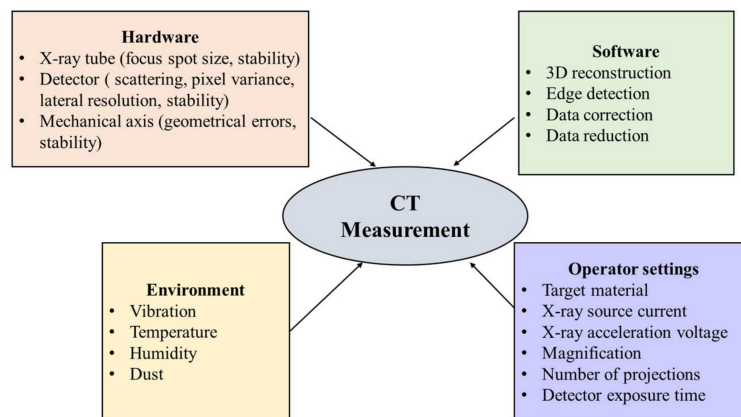 Hardware
• X-ray tube (focus spot size, stability)
• Detector ( scattering, pixel variance,
lateral resolution, stability)
• Mechanical axis (geometrical errors,
stability)
Software
• 3D reconstruction
• Edge detection
• Data correction
• Data reduction
CT
Measurement
Environment
• Vibration
• Temperature
• Humidity
• Dust
Operator settings
• Target material
• X-ray source current
• X-ray acceleration voltage
• Magnification
• Number of projections
• Detector exposure time